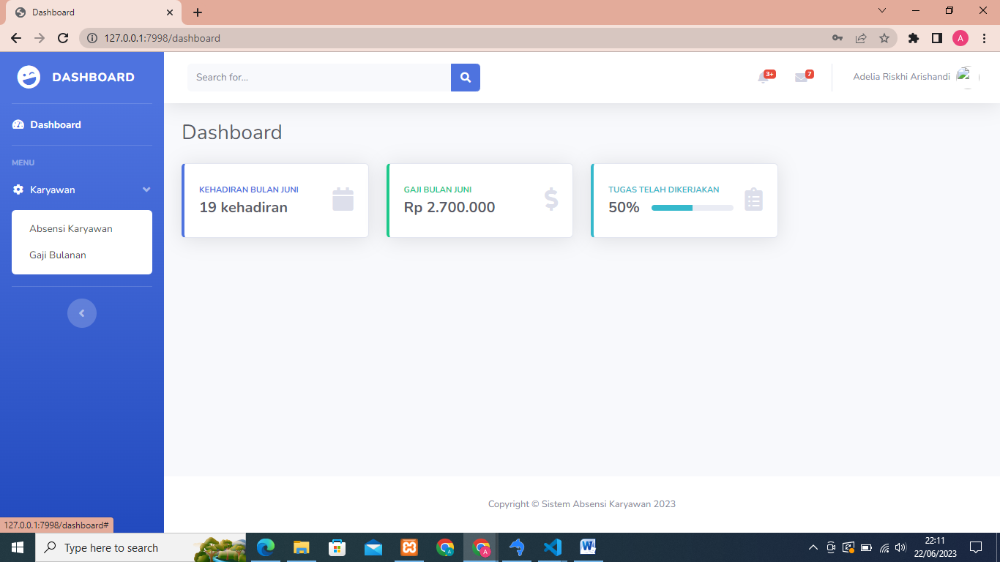 Dashboard
127.0.0.1:7998/dashboard
A
DASHBOARD
Search for...
3+
7
Adelia Riskhi Arishandi
Dashboard
MENU
Karyawan
Absensi Karyawan
Gaji Bulanan
Dashboard
KEHADIRAN BULAN JUNI
19 kehadiran
GAJI BULAN JUNI
Rp 2.700.000
TUGAS TELAH DIKERJAKAN
50%
Copyright © Sistem Absensi Karyawan 2023
127.0.0.1:7998/dashboard#
Type here to search
22:11
22/06/2023